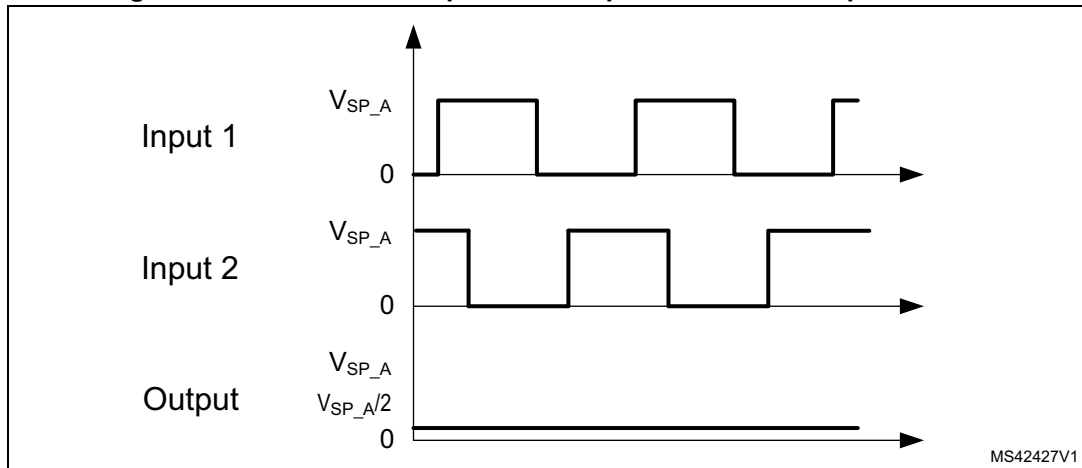 V_SP_A
Input 1
0
V_SP_A
Input 2
0
V_SP_A
Output
V_SP_A/2
0
MS42427V1